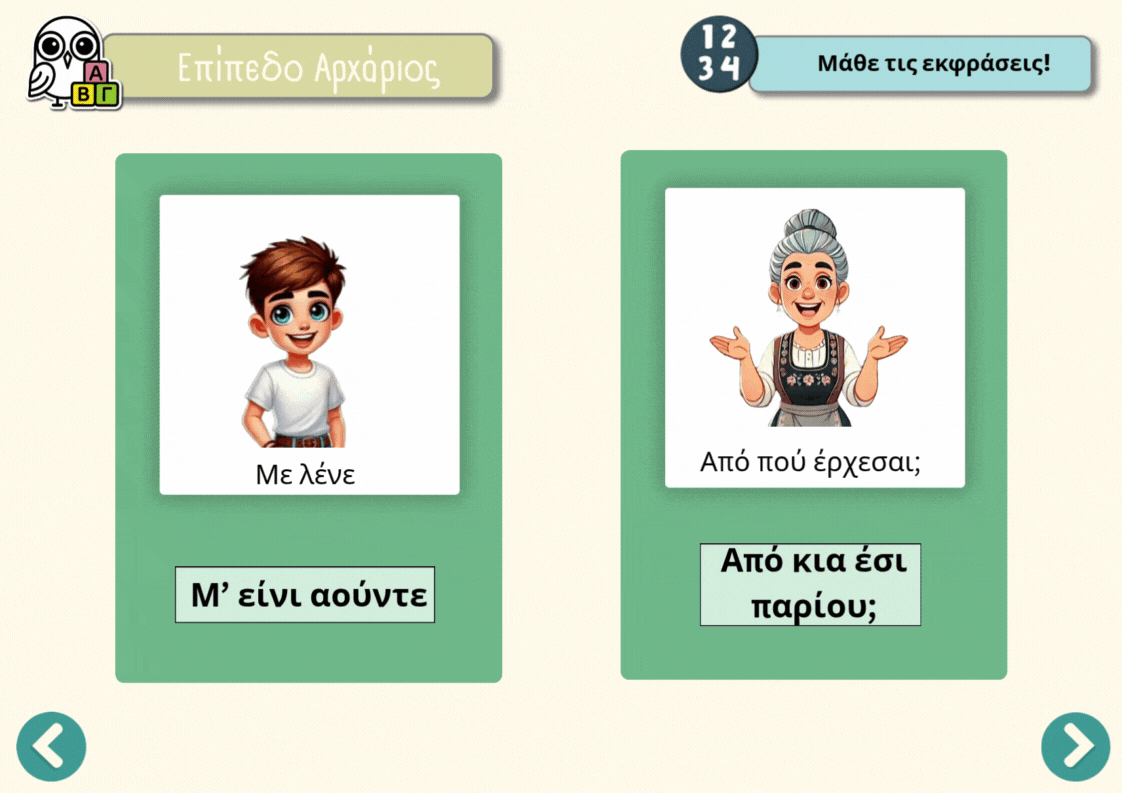 Επίπεδο Αρχάριος
Α
Β Γ
1 2
3 4
Μάθε τις εκφράσεις!
Με λένε
Μ’ είνι αούντε
Από πού έρχεσαι;
Από κια έσι
παρίου;